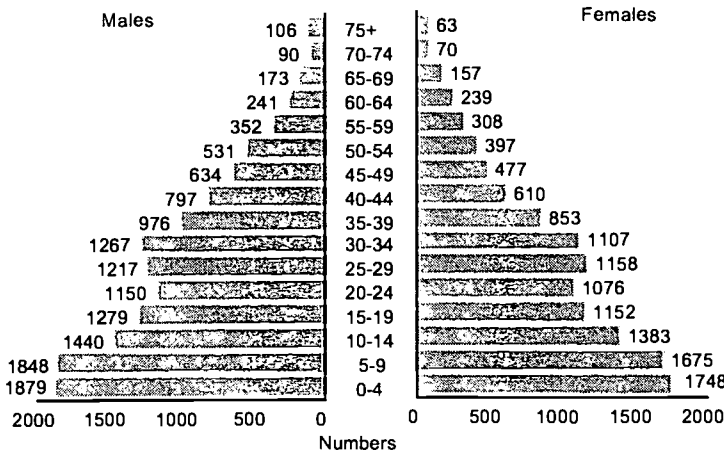 Males Females
106 75+ 63
90 70-74 70
173 65-69 157
241 60-64 239
352 55-59 308
531 50-54 397
634 45-49 477
797 40-44 610
976 35-39 853
1267 30-34 1107
1217 25-29 1158
1150 20-24 1076
1279 15-19 1152
1440 10-14 1383
1848 5-9 1675
1879 0-4 1748
2000 1500 1000 500 0 0 500 1000 1500 2000
Numbers